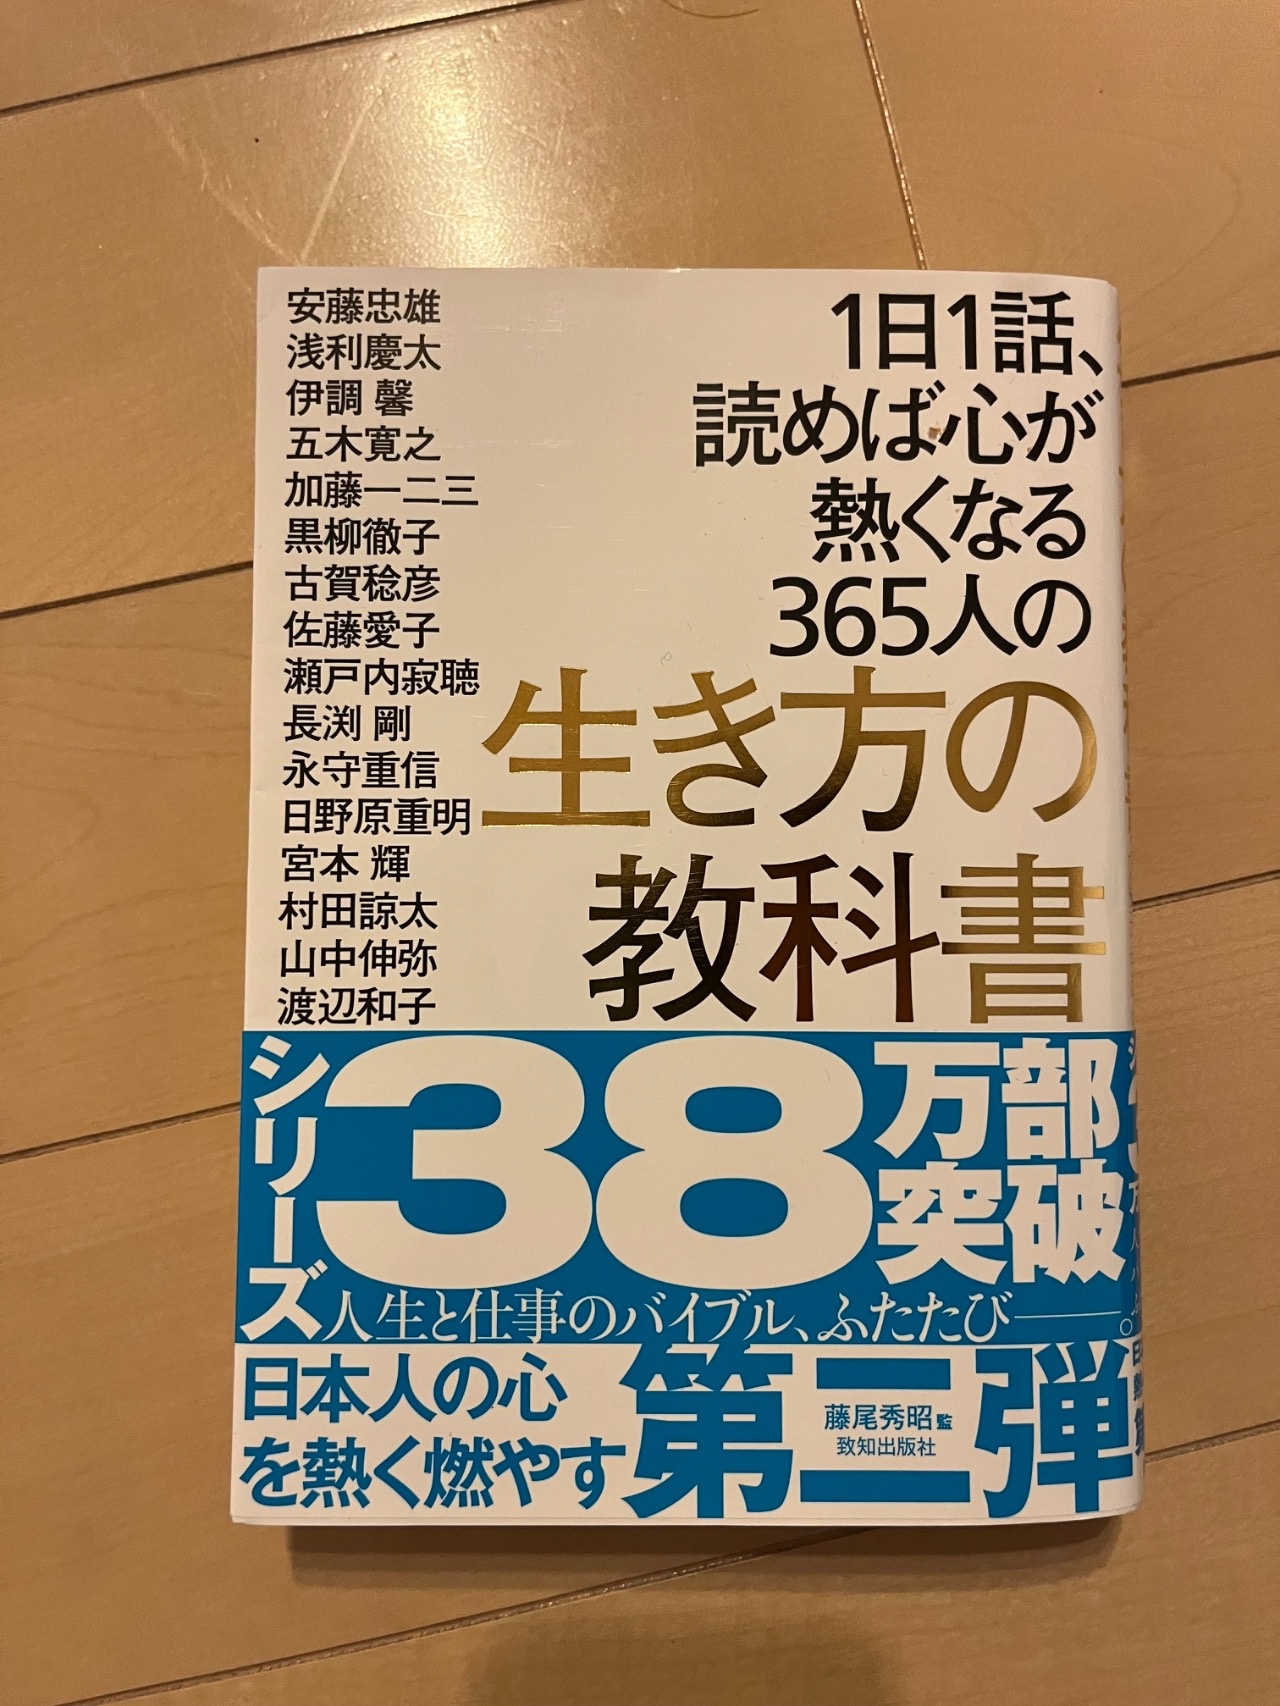 1日1話、
読めば心が
熱くなる
365人の
生き方の
教科書
安藤忠雄
浅利慶太
伊調 馨
五木寛之
加藤一二三
黒柳徹子
古賀稔彦
佐藤愛子
瀬戸内寂聴
長渕 剛
永守重信
日野原重明
宮本 輝
村田諒太
山中伸弥
渡辺和子
シリーズ
38万部
突破
人生と仕事のバイブル、ふたたび――。
日本人の心
を熱く燃やす
第二弾
藤尾秀昭 監
致知出版社